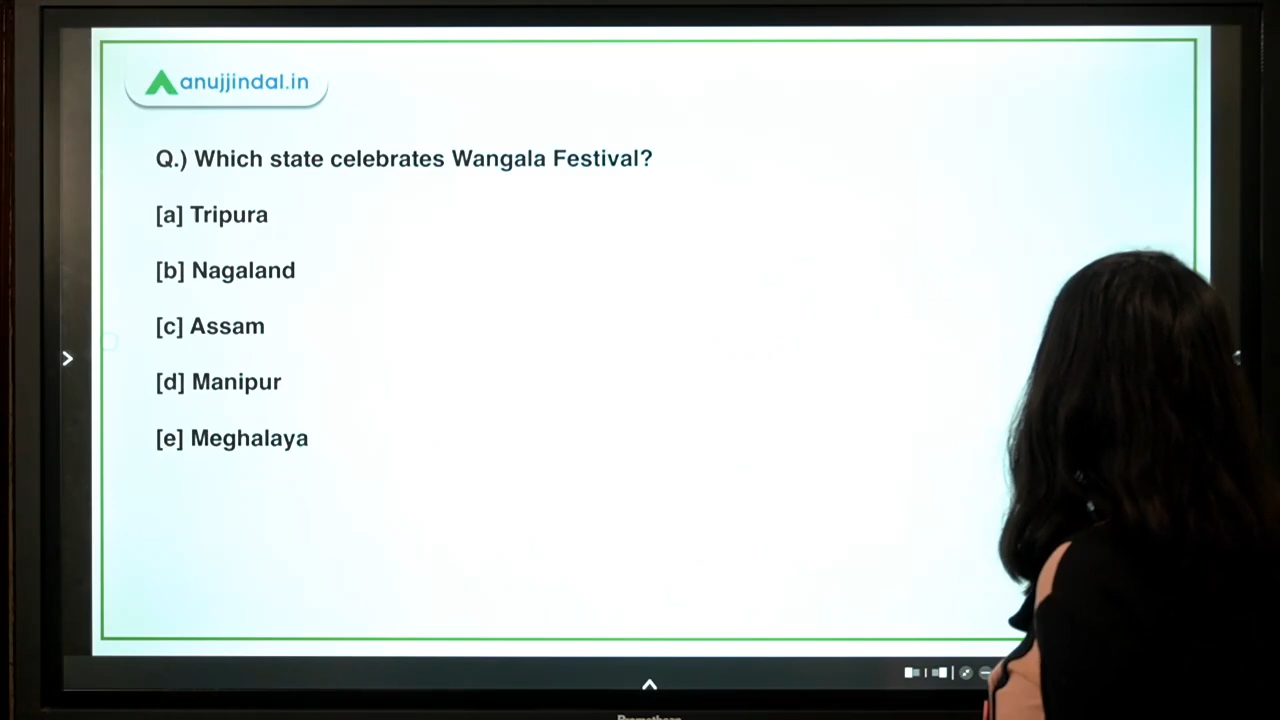 anujjindal.in
Q.) Which state celebrates Wangala Festival?
[a] Tripura
[b] Nagaland
[c] Assam
[d] Manipur
[e] Meghalaya